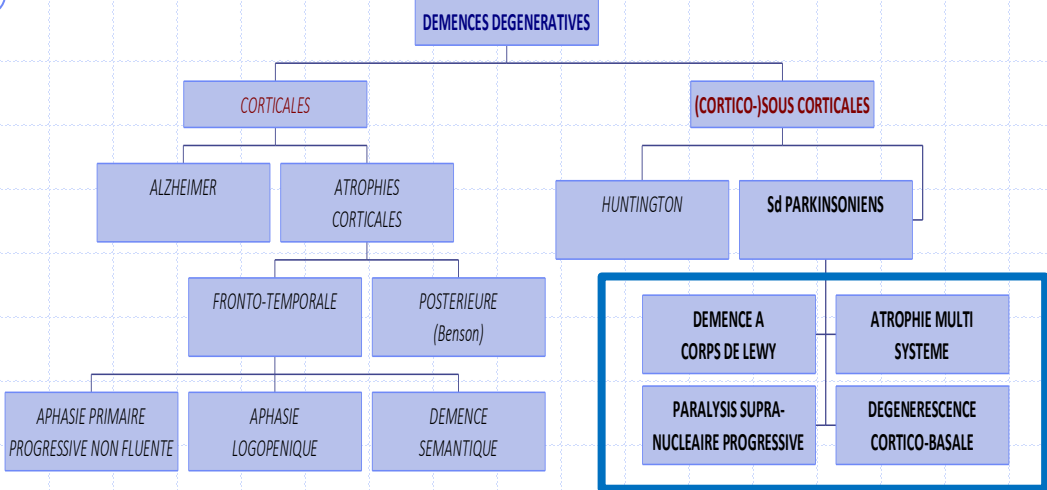 DEMENCES DEGENERATIVES
CORTICALES
(CORTICO-)SOUS CORTICALES
ALZHEIMER
ATROPHIES
CORTICALES
HUNTINGTON
Sd PARKINSONIENS
FRONTO-TEMPORALE
POSTERIEURE
(Benson)
DEMENCE A
CORPS DE LEWY
ATROPHIE MULTI
SYSTEME
APHASIE PRIMAIRE
PROGRESSIVE NON FLUENTE
APHASIE
LOGOPENIQUE
DEMENCE
SEMANTIQUE
PARALYSIS SUPRA-
NUCLEAIRE PROGRESSIVE
DEGENERESCENCE
CORTICO-BASALE